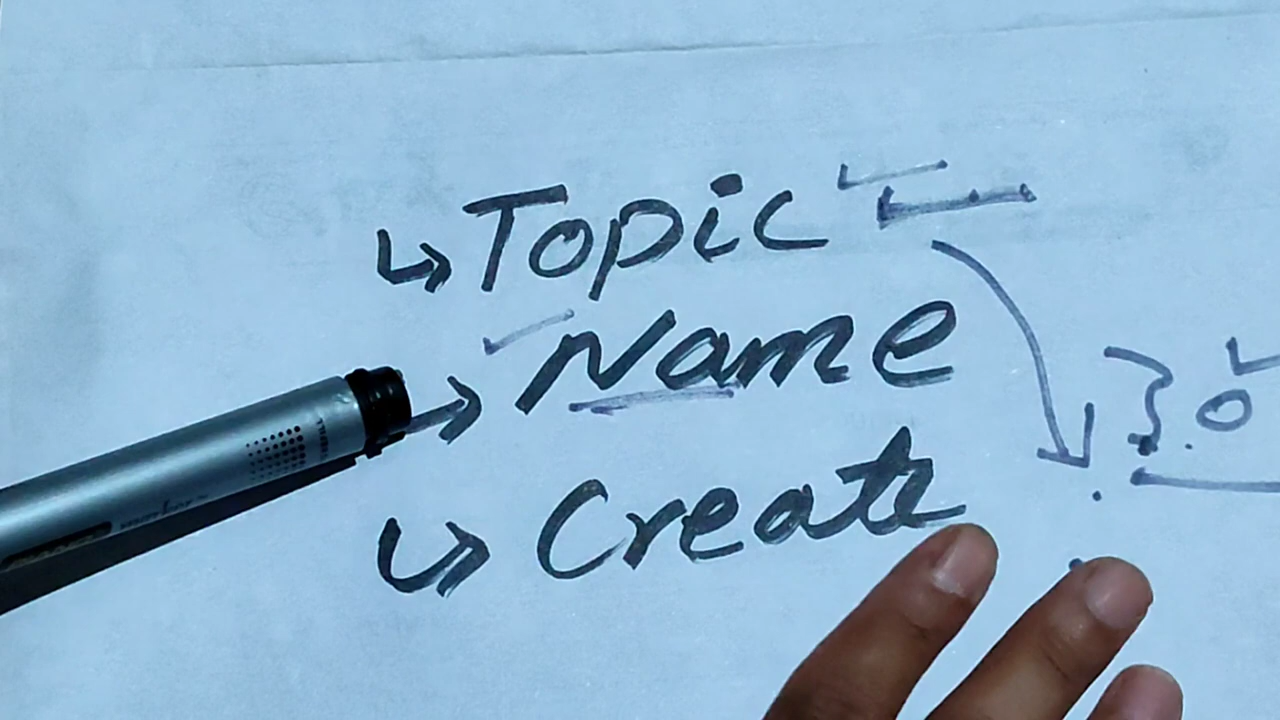 ↳ Topic
→ Name
↳ Create